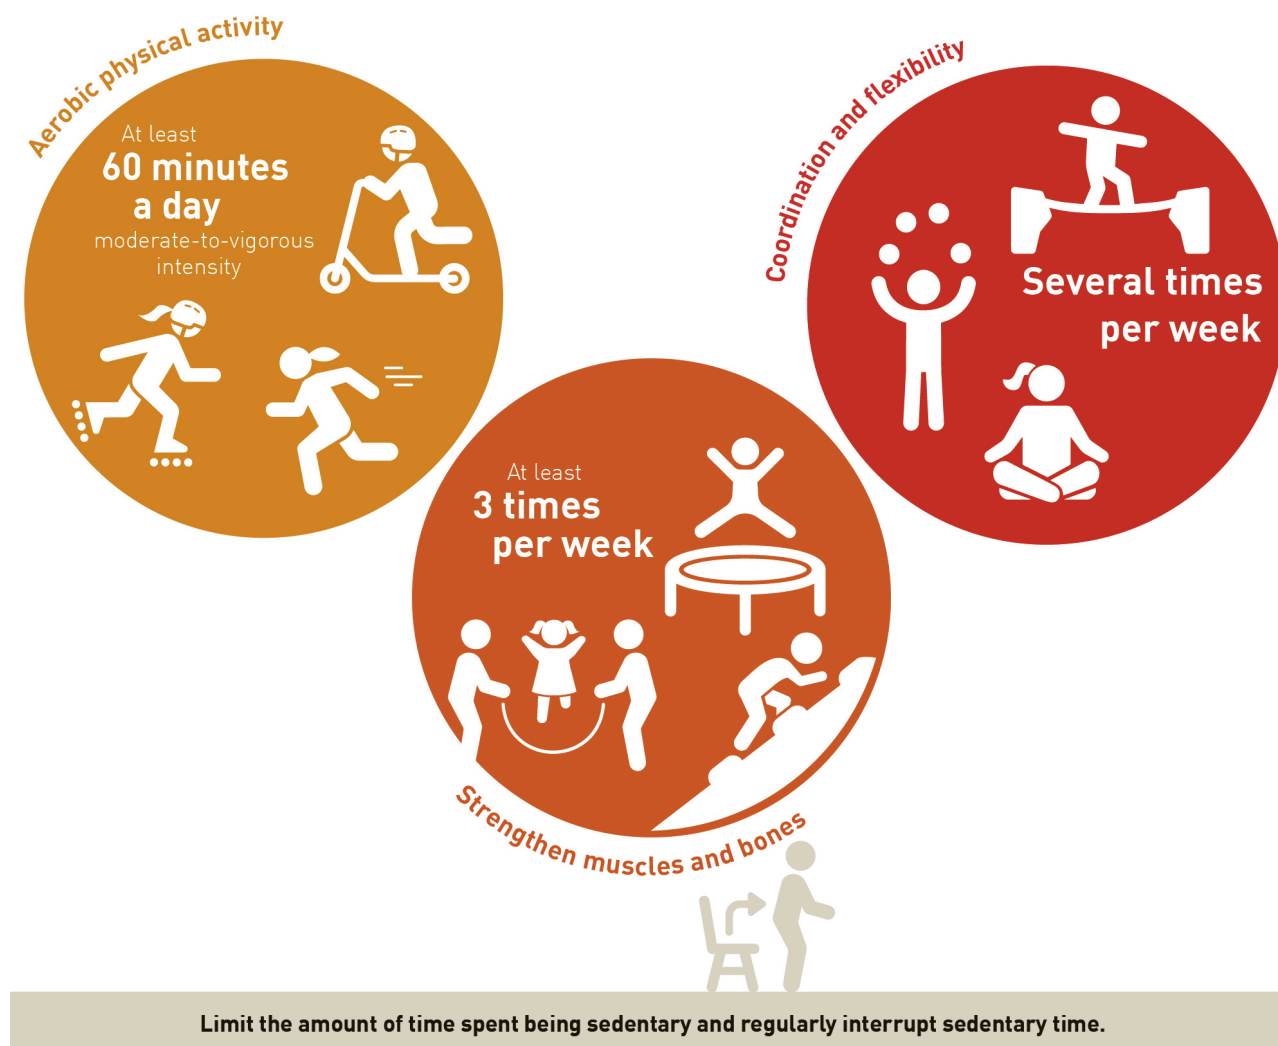 Aerobic physical activity
At least
60 minutes
a day
moderate-to-vigorous
intensity
Coordination and flexibility
Several times
per week
At least
3 times
per week
Strengthen muscles and bones
Limit the amount of time spent being sedentary and regularly interrupt sedentary time.